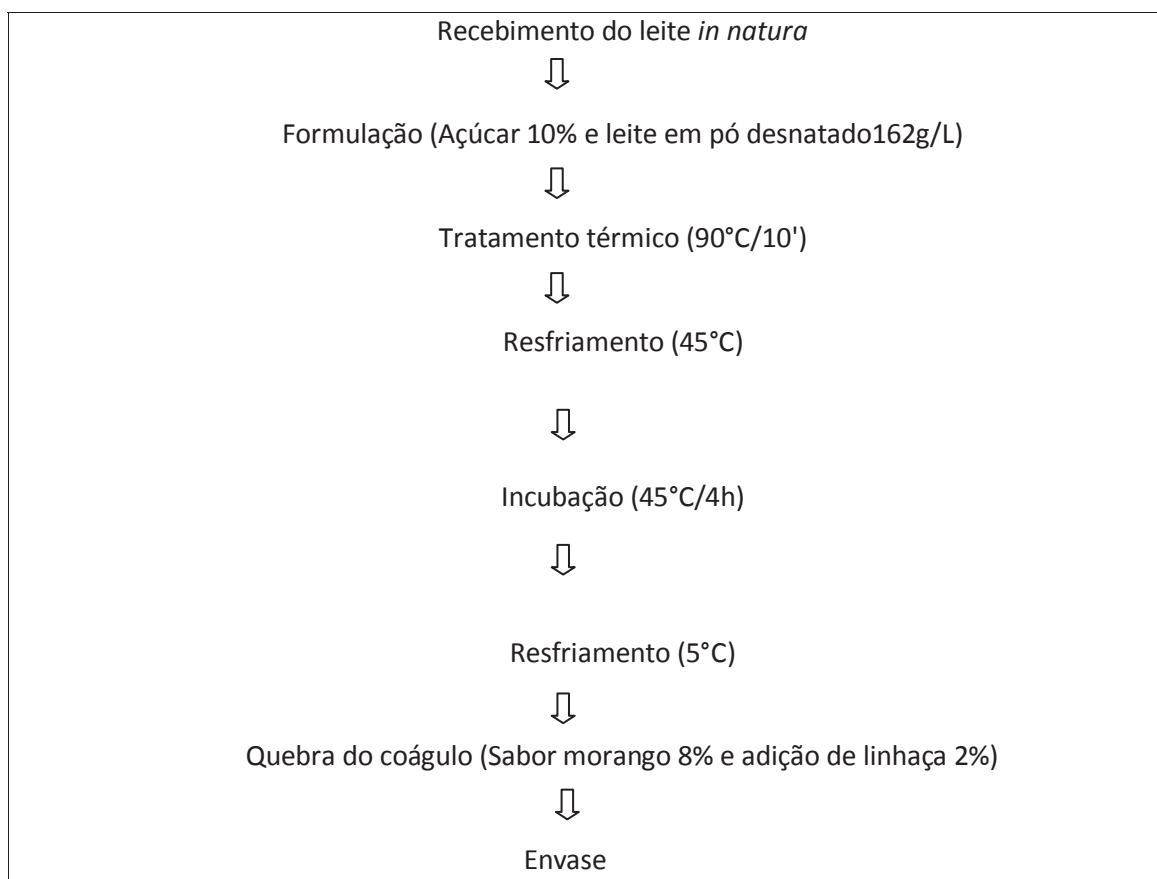 Recebimento do leite in natura
Formulação (Açúcar 10% e leite em pó desnatado162g/L)
Tratamento térmico (90°C/10')
Resfriamento (45°C)
Incubação (45°C/4h)
Resfriamento (5°C)
Quebra do coágulo (Sabor morango 8% e adição de linhaça 2%)
Envase